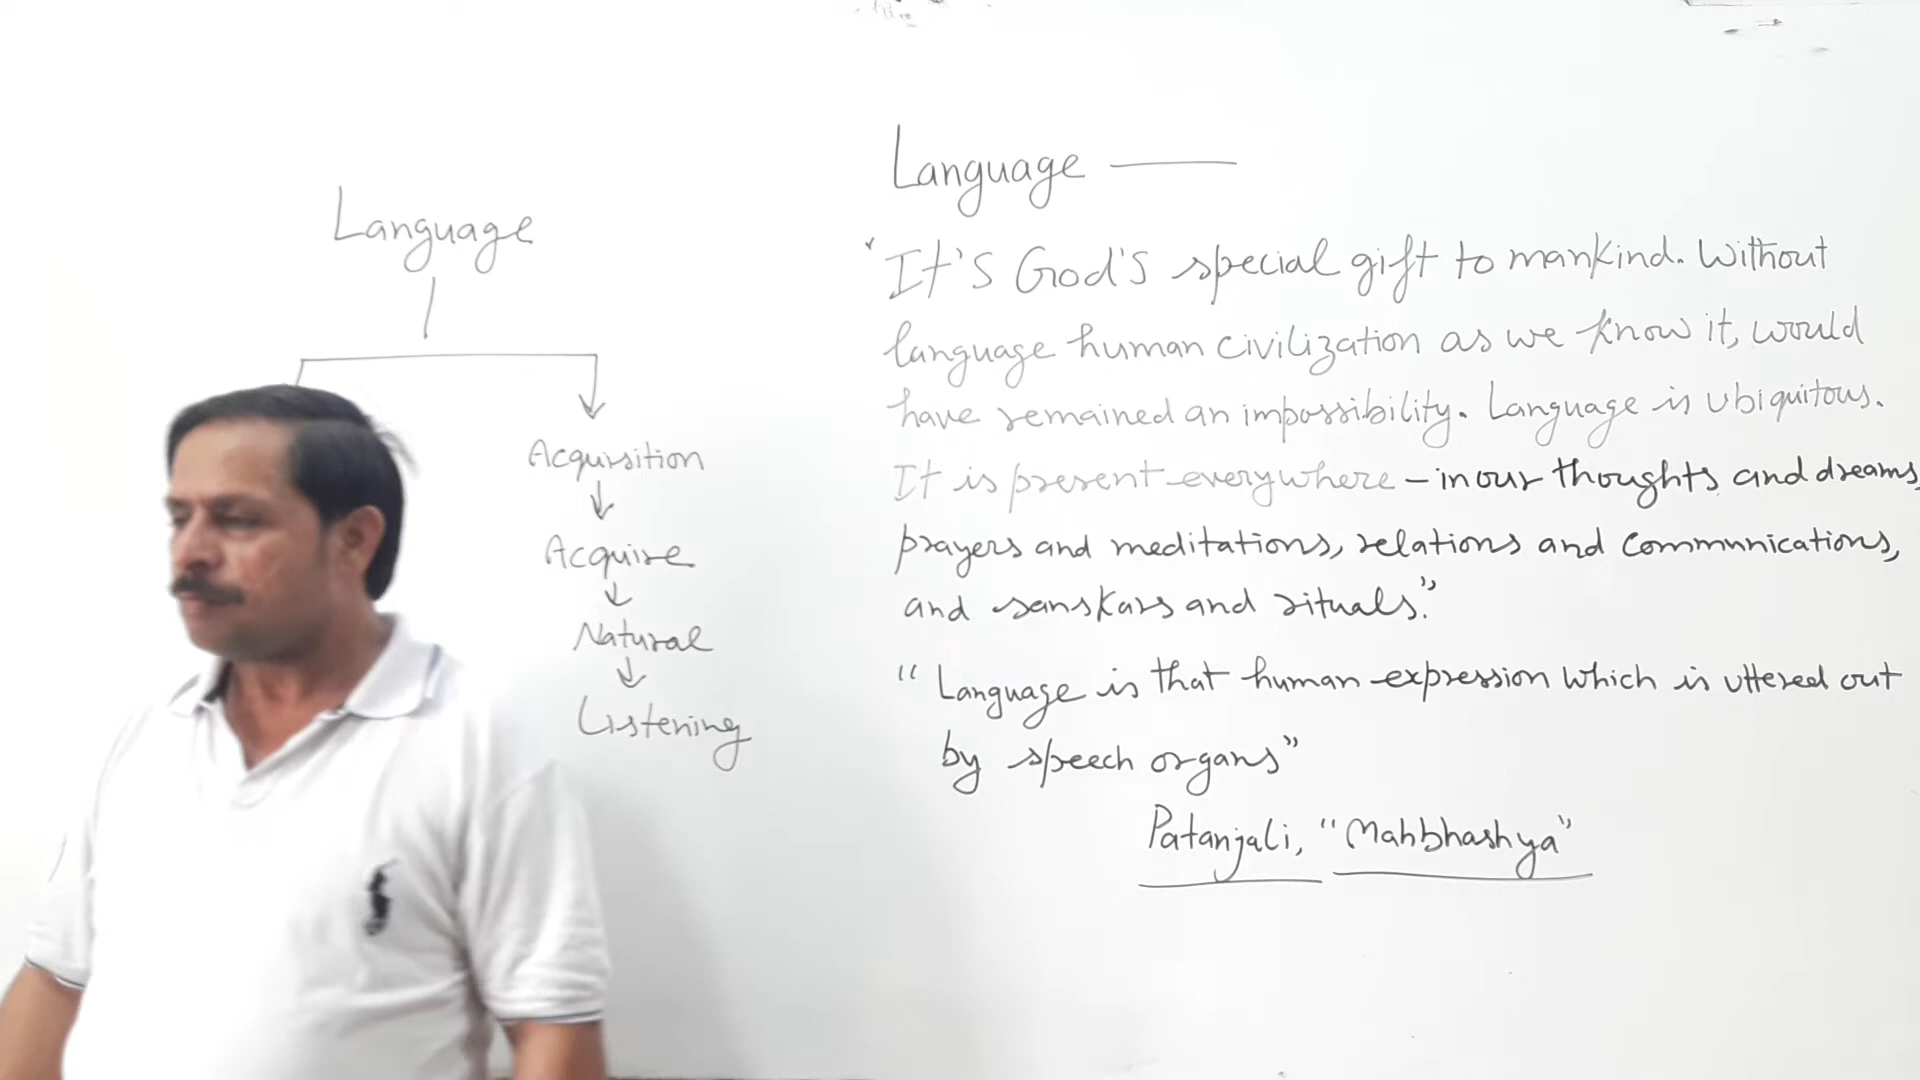 Language
Acquisition
Acquire
Natural
Listening
Language ——
"It's God's special gift to mankind. Without
language human civilization as we know it, would
have remained an impossibility. Language is ubiquitous.
It is present everywhere – in our thoughts and dreams,
prayers and meditations, relations and communications,
and sanskars and rituals."
"Language is that human expression which is uttered out
by speech organs"
Patanjali, "Mahbhashya"